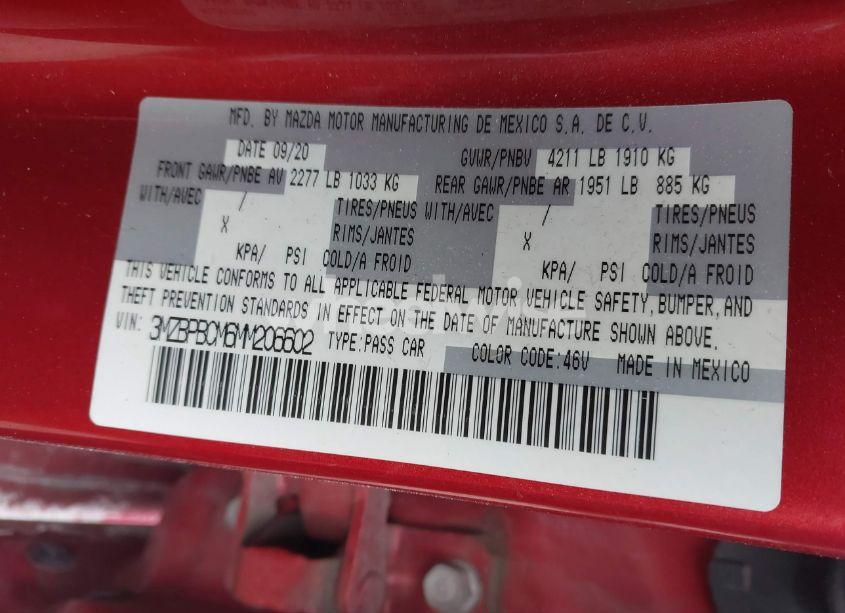 MFD. BY MAZDA MOTOR MANUFACTURING DE MEXICO S.A. DE C.V.
DATE 09/20 GVWR/PNBV 4211 LB 1910 KG
FRONT GAWR/PNBE AV 2277 LB 1033 KG REAR GAWR/PNBE AR 1951 LB 885 KG
WITH/AVEC / TIRES/PNEUS WITH/AVEC / TIRES/PNEUS
X RIMS/JANTES X RIMS/JANTES
KPA/ PSI COLD/A FROID KPA/ PSI COLD/A FROID
THIS VEHICLE CONFORMS TO ALL APPLICABLE FEDERAL MOTOR VEHICLE SAFETY, BUMPER, AND
THEFT PREVENTION STANDARDS IN EFFECT ON THE DATE OF MANUFACTURE SHOWN ABOVE.
VIN: 3MZBPBCM6MM206602 TYPE:PASS CAR COLOR CODE:46V MADE IN MEXICO